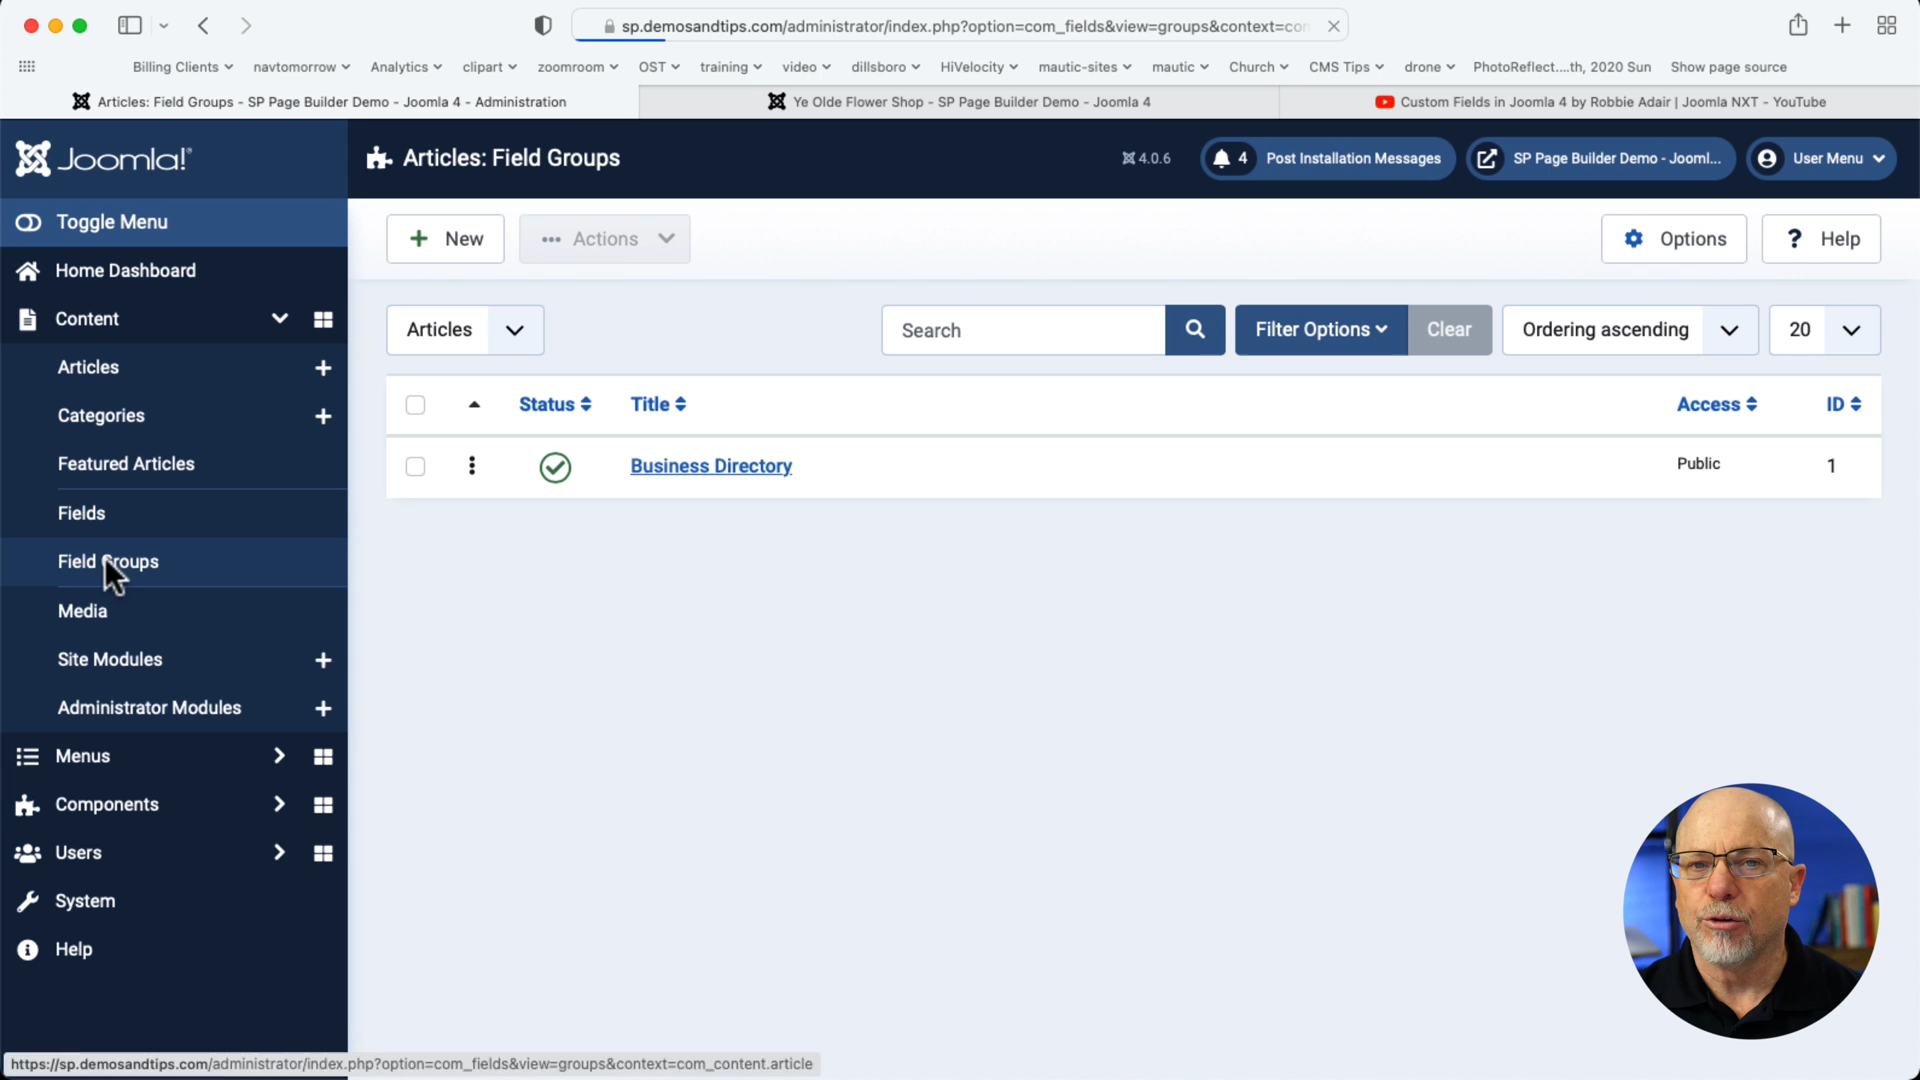 sp.demosandtips.com/administrator/index.php?option=com_fields&view=groups&context=cor
Billing Clients navtomorrow Analytics clipart zoomroom OST training video dillsboro HiVelocity mautic-sites mautic Church CMS Tips drone PhotoReflect....th, 2020 Sun Show page source
Articles: Field Groups - SP Page Builder Demo - Joomla 4 - Administration
Ye Olde Flower Shop - SP Page Builder Demo - Joomla 4
Custom Fields in Joomla 4 by Robbie Adair | Joomla NXT - YouTube
Joomla!
Articles: Field Groups
4.0.6
4 Post Installation Messages
SP Page Builder Demo - Jooml...
User Menu
Toggle Menu
New
Actions
Options
? Help
Home Dashboard
Content
Articles
Search
Filter Options
Clear
Ordering ascending
20
Articles
Categories
Featured Articles
Fields
Field Groups
Media
Site Modules
Administrator Modules
Menus
Components
Users
System
Help
Status
Title
Access
ID
Business Directory
Public
1
https://sp.demosandtips.com/administrator/index.php?option=com_fields&view=groups&context=com_content.article